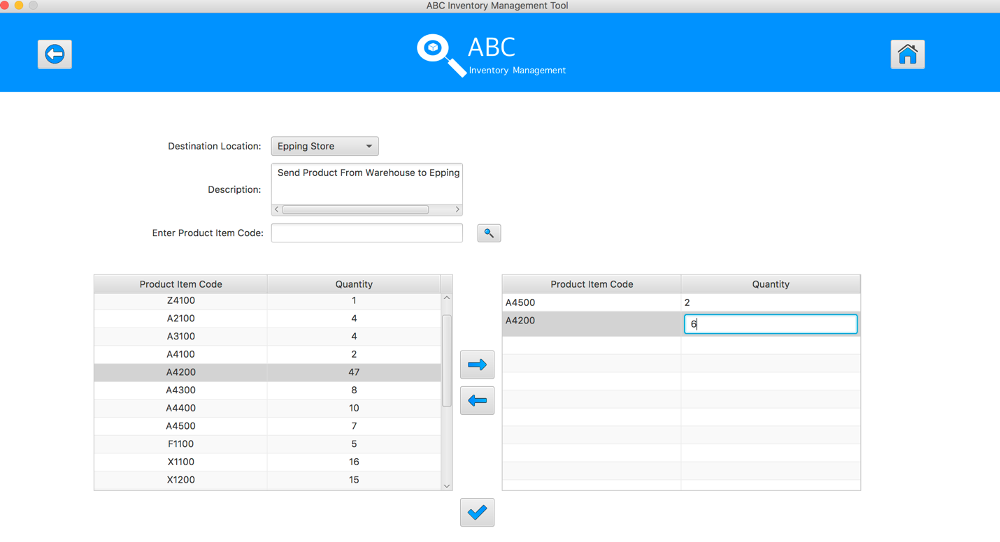 ABC Inventory Management Tool
ABC
Inventory Management
Destination Location: Epping Store
Description: Send Product From Warehouse to Epping
Enter Product Item Code:
Product Item Code Quantity
Z4100 1
A2100 4
A3100 4
A4100 2
A4200 47
A4300 8
A4400 10
A4500 7
F1100 5
X1100 16
X1200 15
Product Item Code Quantity
A4500 2
A4200 6